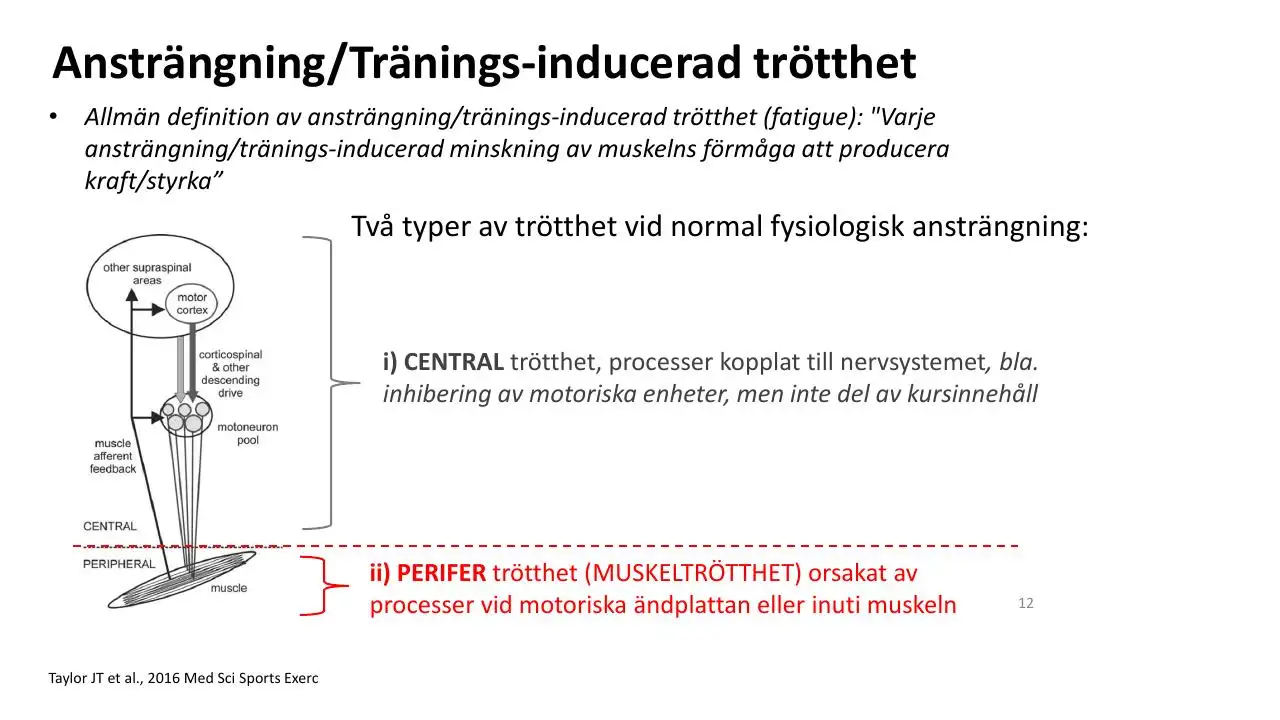 Ansträngning/Tränings-inducerad trötthet
• Allmän definition av ansträngning/tränings-inducerad trötthet (fatigue): "Varje
ansträngning/tränings-inducerad minskning av muskelns förmåga att producera
kraft/styrka”
Två typer av trötthet vid normal fysiologisk ansträngning:
other supraspinal
areas
motor
cortex
corticospinal
& other
descending
drive
motoneuron
pool
muscle
afferent
feedback
CENTRAL
PERIPHERAL
muscle
i) CENTRAL trötthet, processer kopplat till nervsystemet, bla.
inhibering av motoriska enheter, men inte del av kursinnehåll
ii) PERIFER trötthet (MUSKELTRÖTTHET) orsakat av
processer vid motoriska ändplattan eller inuti muskeln
12
Taylor JT et al., 2016 Med Sci Sports Exerc